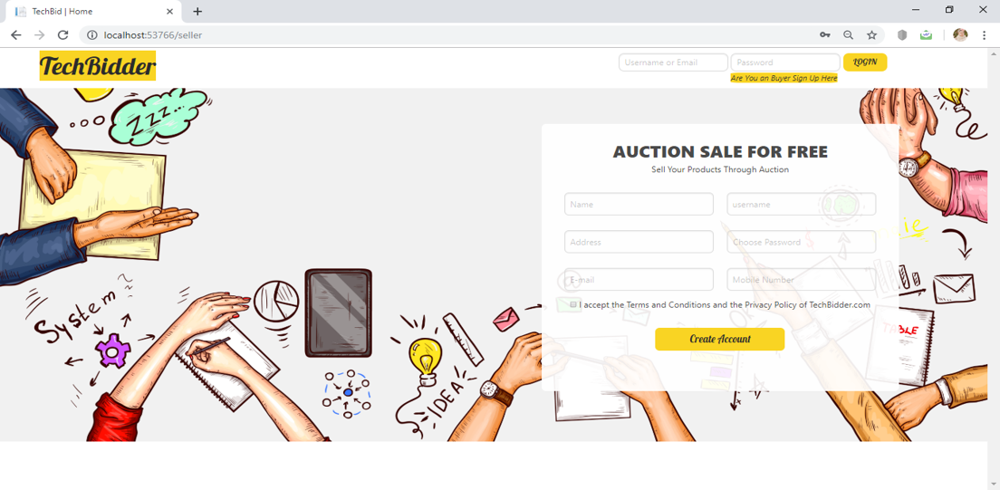 TechBid | Home
localhost:53766/seller
TechBidder
Username or Email
Password
LOGIN
Are You an Buyer Sign Up Here
ZZZ...
AUCTION SALE FOR FREE
Sell Your Products Through Auction
Name
username
Address
Choose Password
E-mail
Mobile Number
I accept the Terms and Conditions and the Privacy Policy of TechBidder.com
Create Account
System
IDEA
TABLE